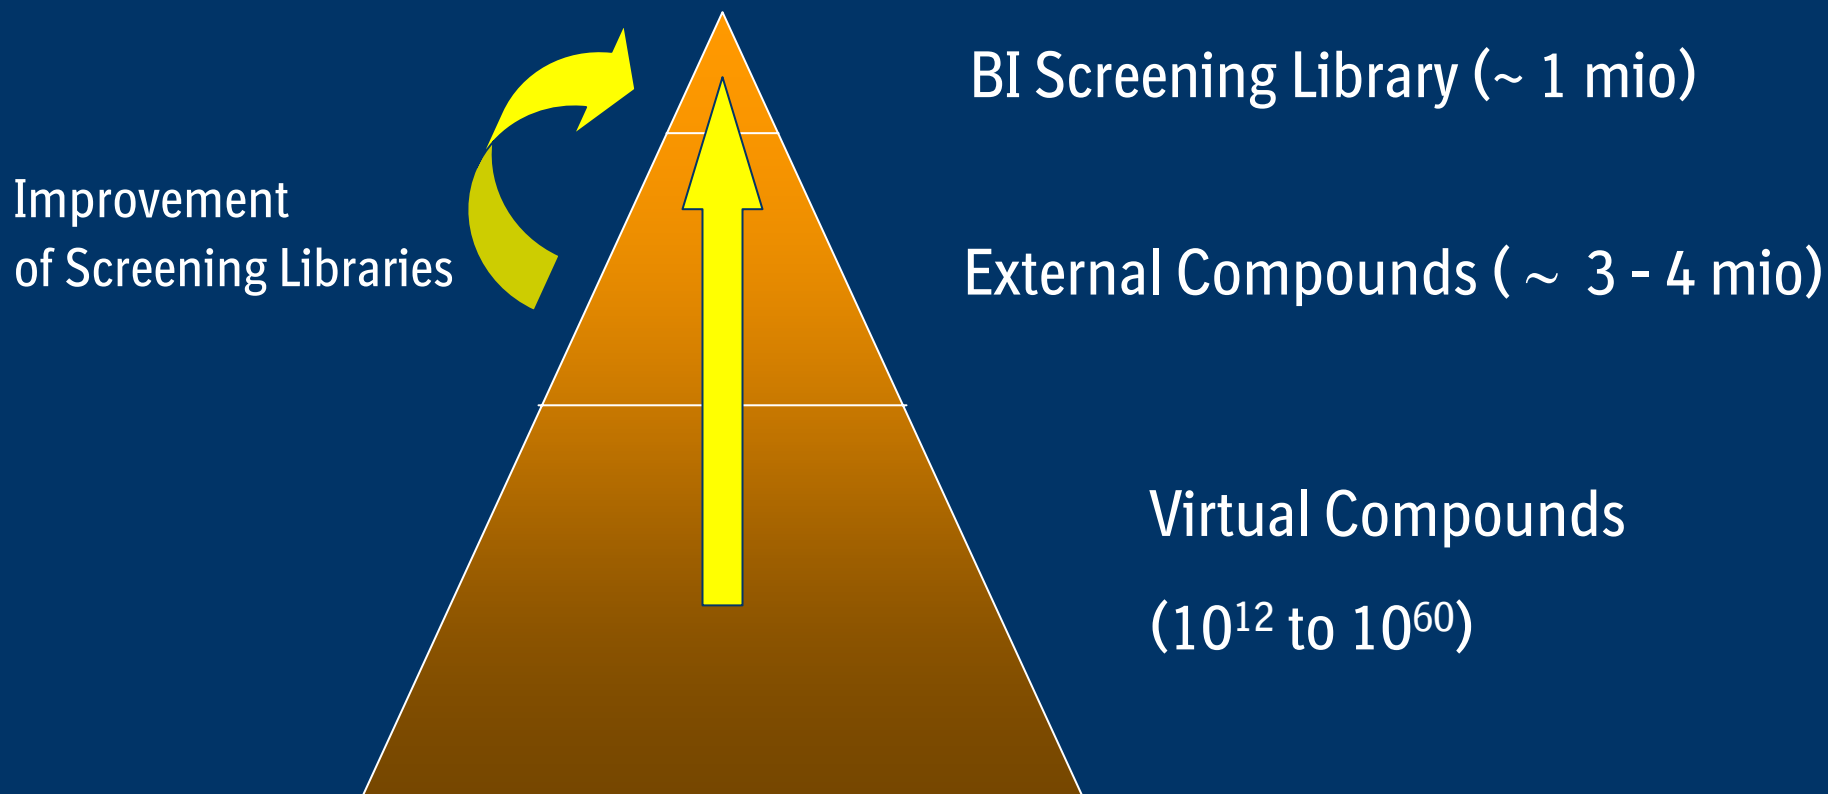 BI Screening Library (~ 1 mio)
Improvement
of Screening Libraries
External Compounds ( ~ 3 - 4 mio)
Virtual Compounds
(10¹² to 10⁶⁰)